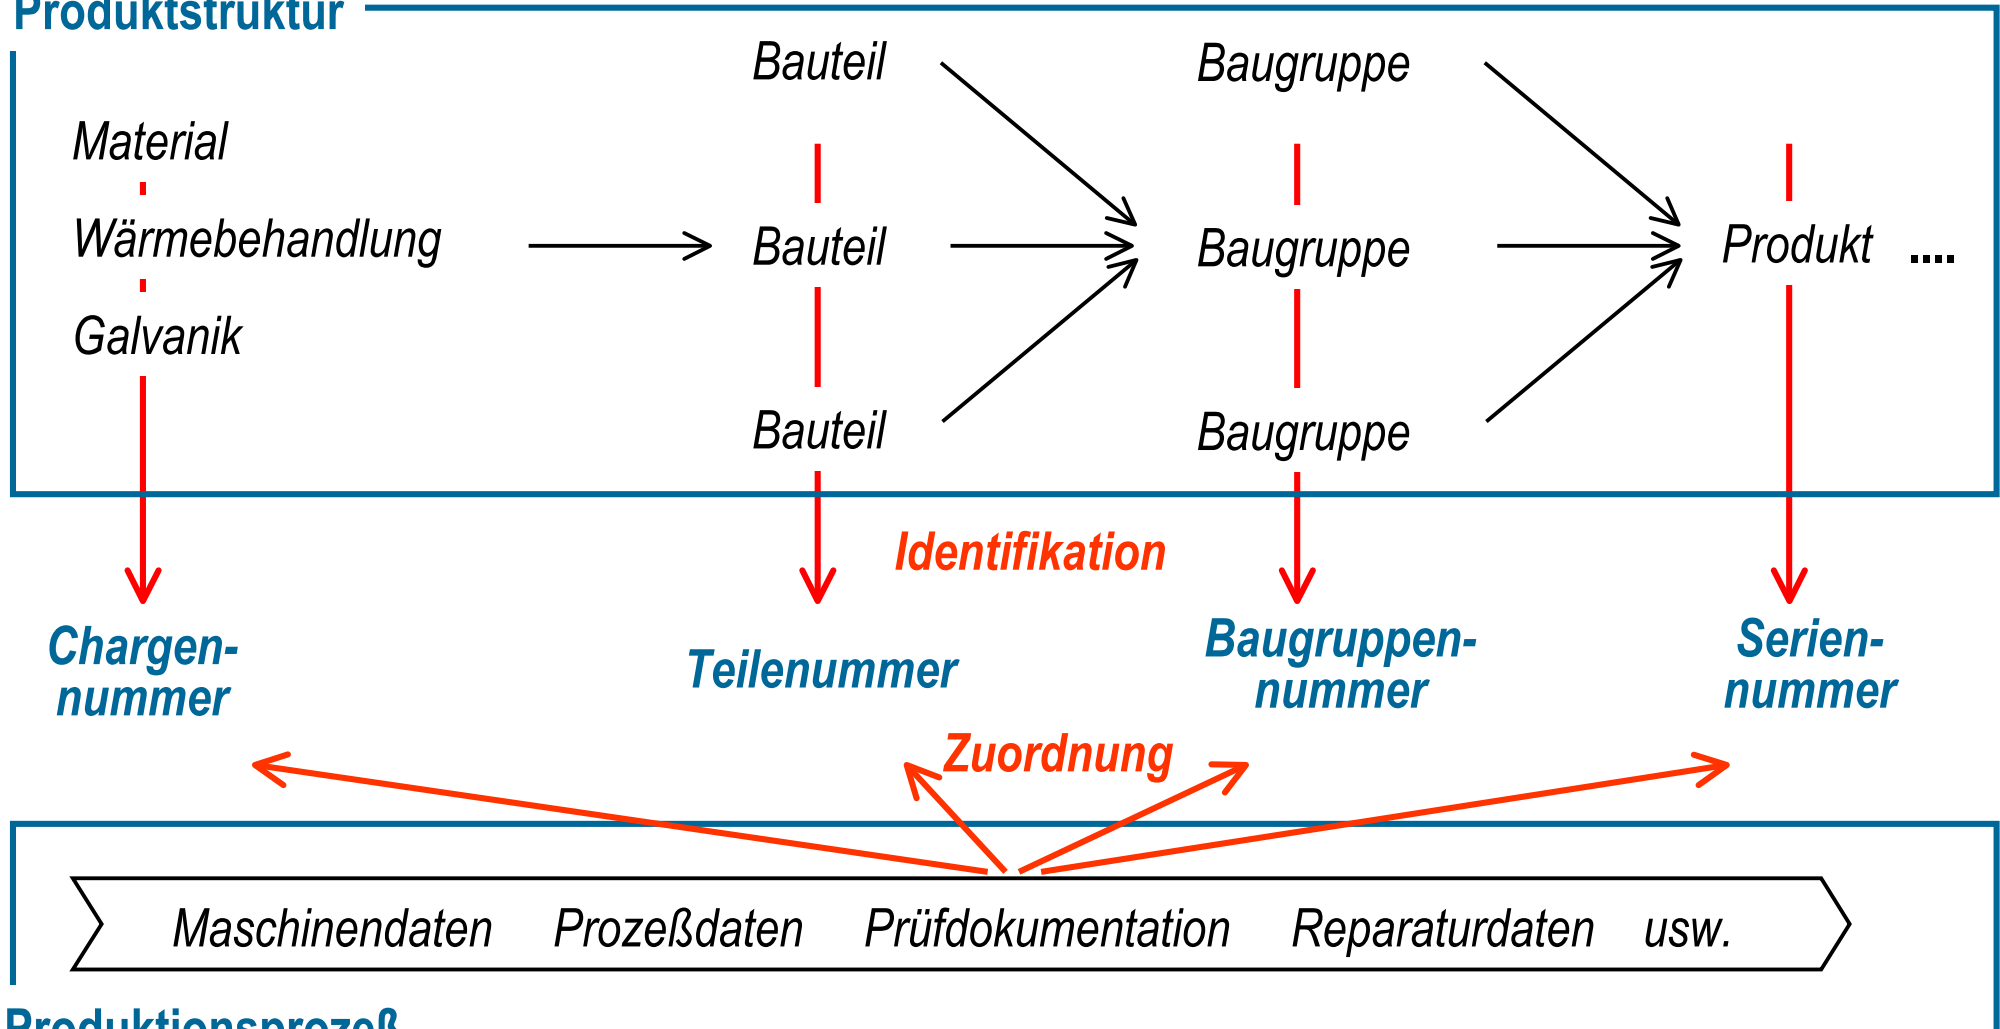 Produktstruktur
Bauteil
Baugruppe
Material
Wärmebehandlung
Bauteil
Baugruppe
Produkt ....
Galvanik
Bauteil
Baugruppe
Identifikation
Chargen-
nummer
Teilenummer
Baugruppen-
nummer
Serien-
nummer
Zuordnung
Maschinendaten Prozeßdaten Prüfdokumentation Reparaturdaten usw.
Produktionsprozeß